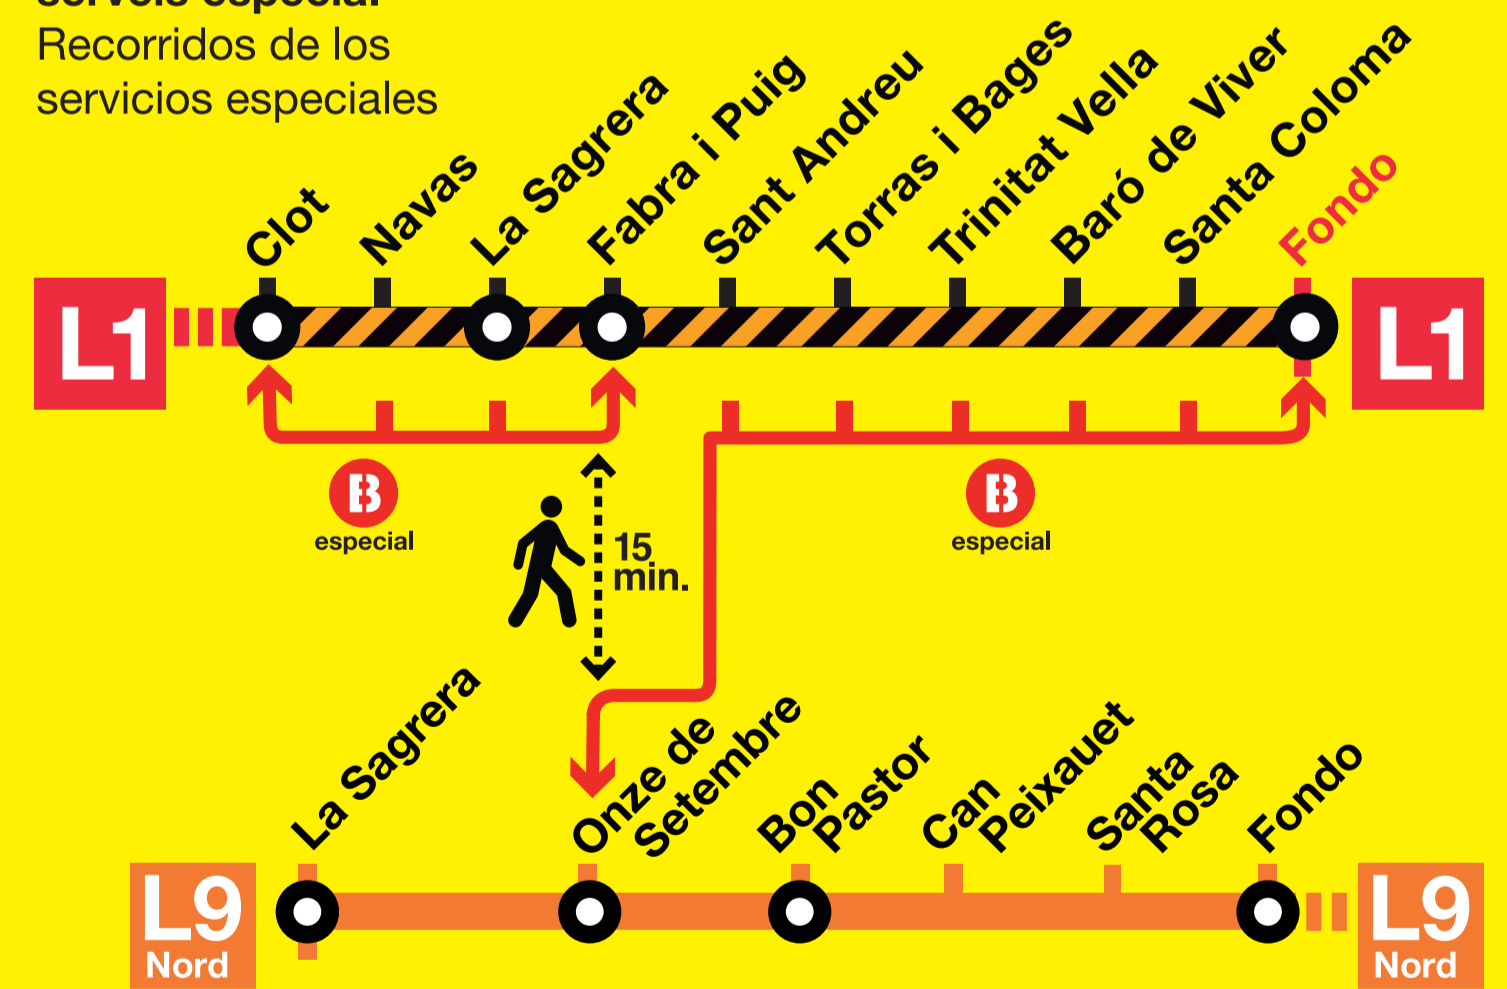 serveis especial
Recorridos de los
servicios especiales
Clot
Navas
La Sagrera
Fabra i Puig
Sant Andreu
Torras i Bages
Trinitat Vella
Baró de Viver
Santa Coloma
Fondo
L1
L1
B
especial
B
especial
15
min.
La Sagrera
Onze de
Setembre
Bon
Pastor
Can
Peixauet
Santa
Rosa
Fondo
L9
Nord
L9
Nord